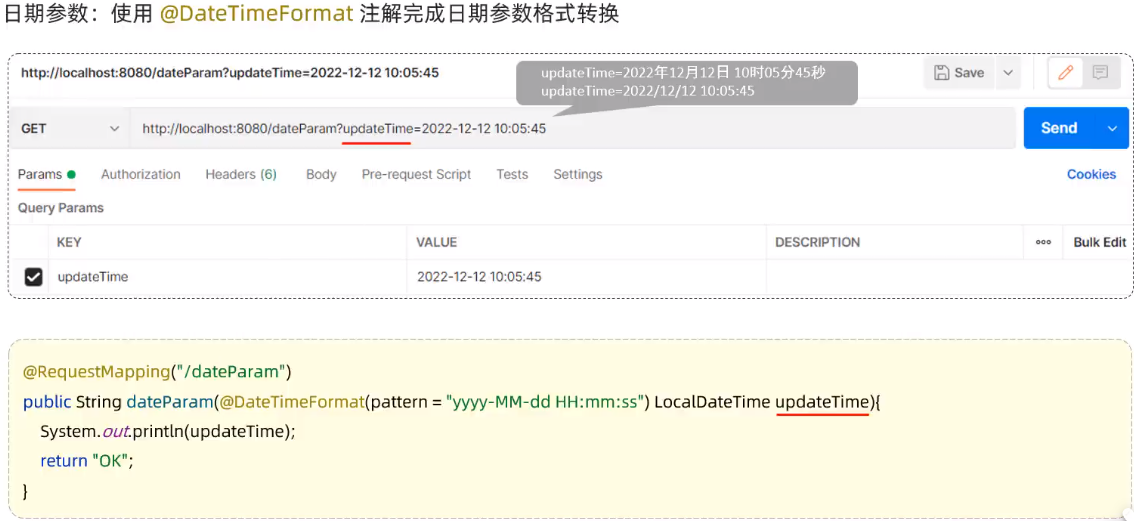 日期参数：使用 @DateTimeFormat 注解完成日期参数格式转换
http://localhost:8080/dateParam?updateTime=2022-12-12 10:05:45
updateTime=2022年12月12日 10时05分45秒
updateTime=2022/12/12 10:05:45
Save
GET
http://localhost:8080/dateParam?updateTime=2022-12-12 10:05:45
Send
Params
Authorization
Headers (6)
Body
Pre-request Script
Tests
Settings
Cookies
Query Params
KEY
VALUE
DESCRIPTION
Bulk Edit
updateTime
2022-12-12 10:05:45
@RequestMapping("/dateParam")
public String dateParam(@DateTimeFormat(pattern = "yyyy-MM-dd HH:mm:ss") LocalDateTime updateTime){
System.out.println(updateTime);
return "OK";
}